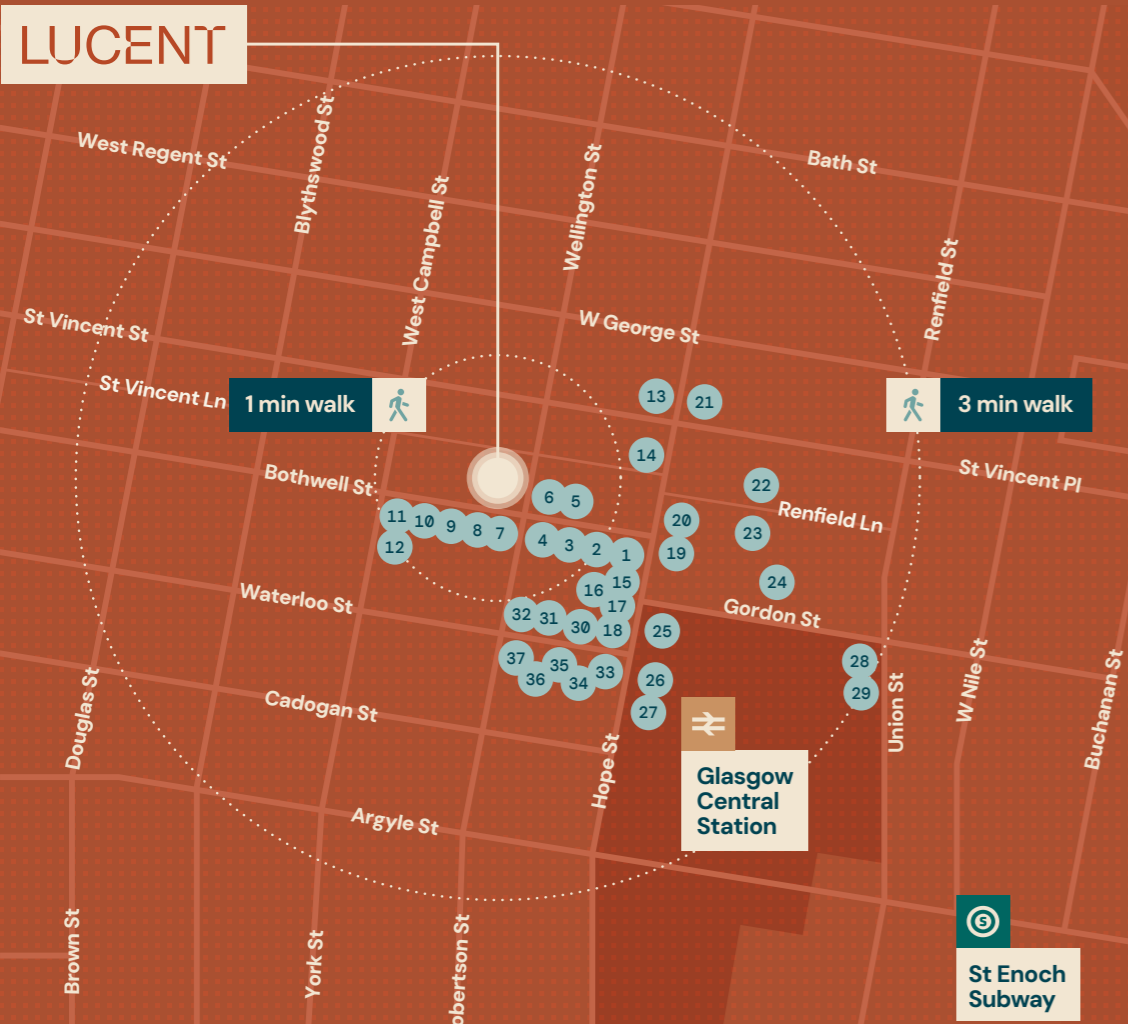 LUCENT
Blythswood St
West Regent St
Bath St
Wellington St
West Campbell St
Renfield St
St Vincent St
W George St
St Vincent Ln
1 min walk
3 min walk
13
21
14
St Vincent Pl
Bothwell St
22
6
5
Renfield Ln
11
10
9
8
7
20
23
4
3
2
1
12
19
24
15
16
Waterloo St
17
Gordon St
32
31
30
18
25
37
35
33
36
34
26
27
28
29
Union St
W Nile St
Buchanan St
Douglas St
Cadogan St
Hope St
Glasgow
Central
Station
Argyle St
Brown St
York St
obertson St
S
St Enoch
Subway